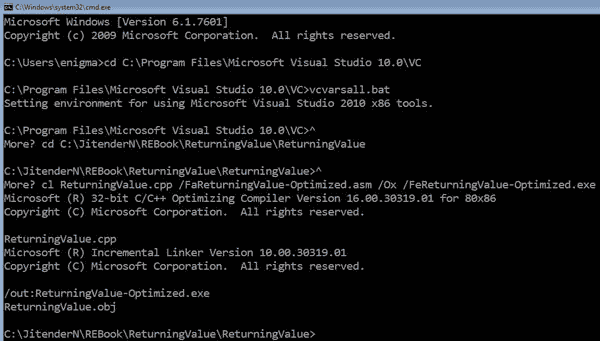 C:\Windows\system32\cmd.exe
Microsoft Windows [Version 6.1.7601]
Copyright (c) 2009 Microsoft Corporation.  All rights reserved.
C:\Users\enigma>cd C:\Program Files\Microsoft Visual Studio 10.0\VC
C:\Program Files\Microsoft Visual Studio 10.0\VC>vcvarsall.bat
Setting environment for using Microsoft Visual Studio 2010 x86 tools.
C:\Program Files\Microsoft Visual Studio 10.0\VC>^
More? cd C:\JitenderN\REBook\ReturningValue\ReturningValue
C:\JitenderN\REBook\ReturningValue\ReturningValue>^
More? cl ReturningValue.cpp /FaReturningValue-Optimized.asm /Ox /FeReturningValue-Optimized.exe
Microsoft (R) 32-bit C/C++ Optimizing Compiler Version 16.00.30319.01 for 80x86
Copyright (C) Microsoft Corporation.  All rights reserved.
ReturningValue.cpp
Microsoft (R) Incremental Linker Version 10.00.30319.01
Copyright (C) Microsoft Corporation.  All rights reserved.
/out:ReturningValue-Optimized.exe
ReturningValue.obj
C:\JitenderN\REBook\ReturningValue\ReturningValue>